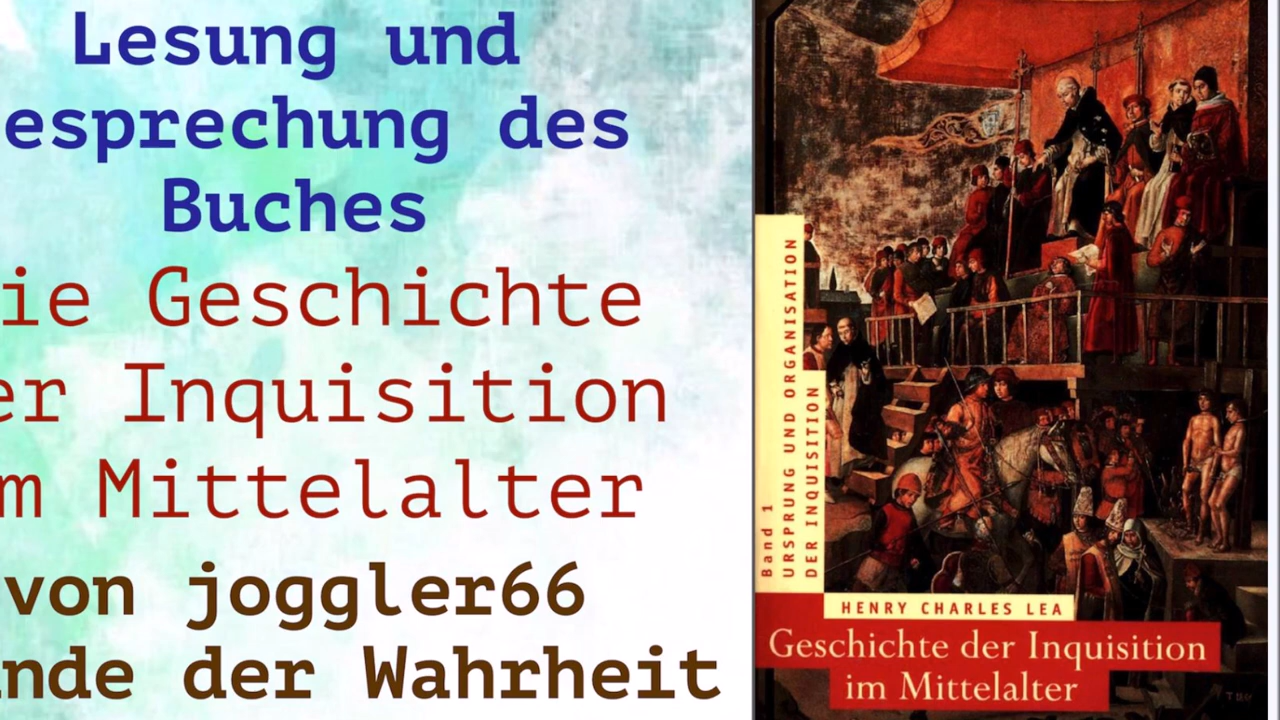 Lesung und
esprechung des
Buches
ie Geschichte
er Inquisition
m Mittelalter
von joggler66
nde der Wahrheit
Band 1
URSPRUNG UND ORGANISATION
DER INQUISITION
HENRY CHARLES LEA
Geschichte der Inquisition
im Mittelalter